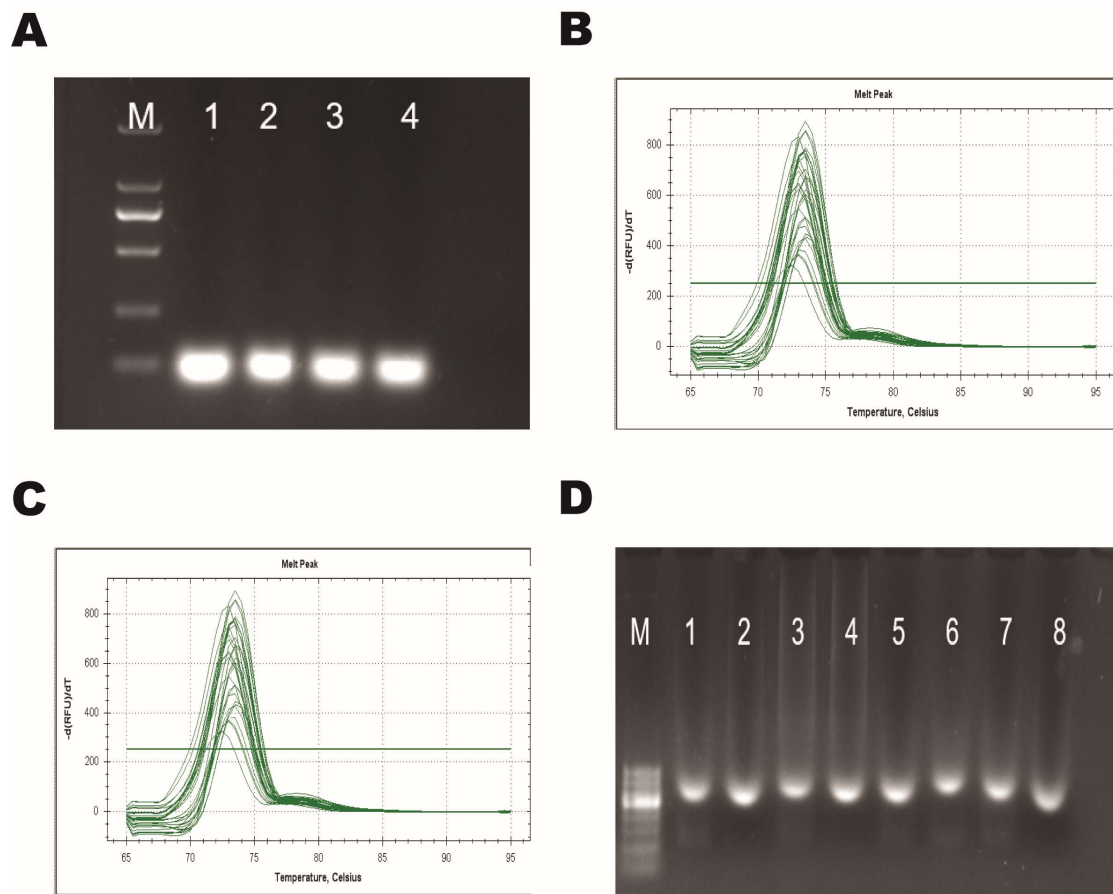 A
M 1 2 3 4
B
Melt Peak
-d(RFU)/dT
800
600
400
200
0
65 70 75 80 85 90 95
Temperature, Celsius
C
Melt Peak
-d(RFU)/dT
800
600
400
200
0
65 70 75 80 85 90 95
Temperature, Celsius
D
M 1 2 3 4 5 6 7 8